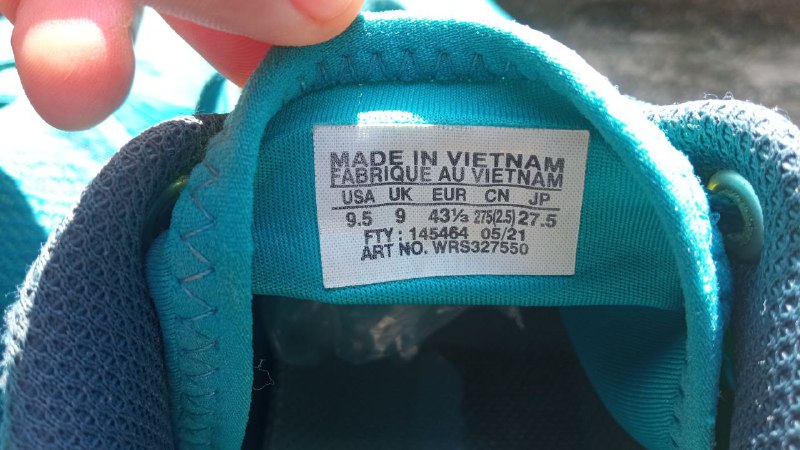 MADE IN VIETNAM
FABRIQUE AU VIETNAM
USA UK EUR CN JP
9.5 9 43⅓ 275(2.5) 27.5
FTY : 145464 05/21
ART NO. WRS327550